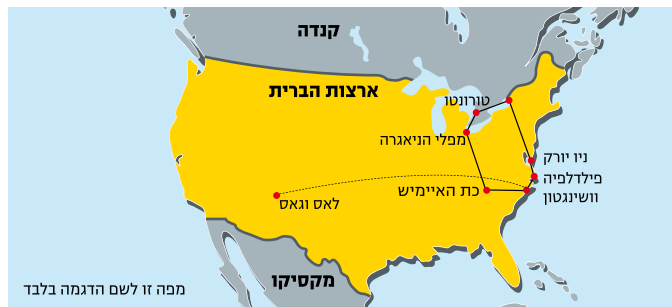 קנדה
ארצות הברית
טורונטו
מפלי הניאגרה
ניו יורק
פילדלפיה
וושינגטון
כת האיימיש
לאס וגאס
מקסיקו
מפה זו לשם הדגמה בלבד